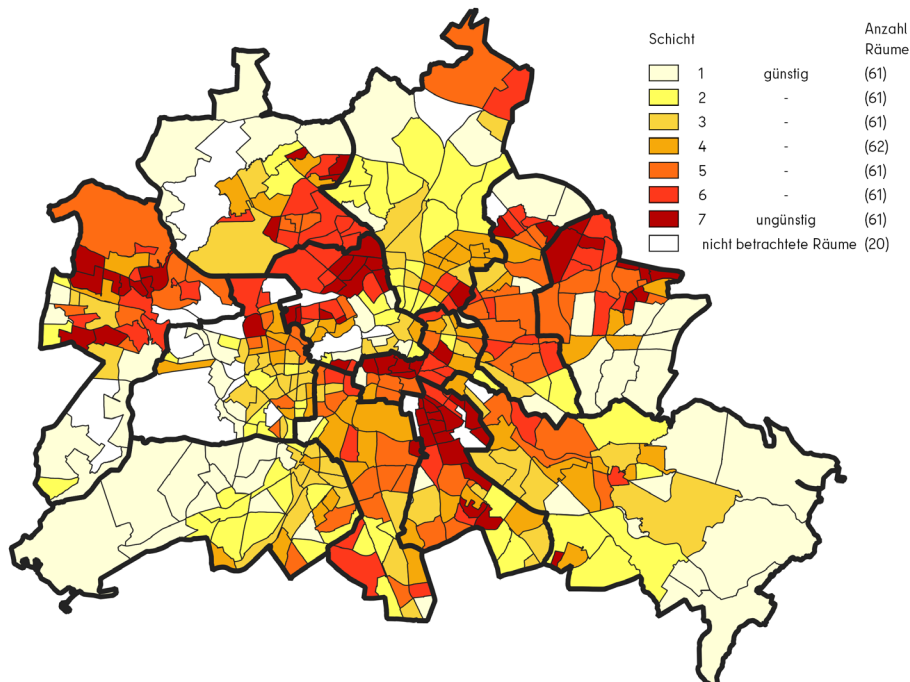 Anzahl
Schicht Räume
1 günstig (61)
2 - (61)
3 - (61)
4 - (62)
5 - (61)
6 - (61)
7 ungünstig (61)
nicht betrachtete Räume (20)